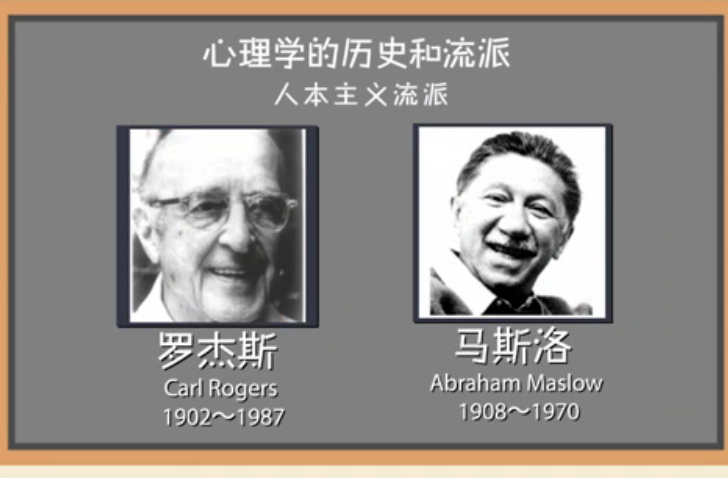 心理学的历史和流派
人本主义流派
罗杰斯
Carl Rogers
1902～1987
马斯洛
Abraham Maslow
1908～1970